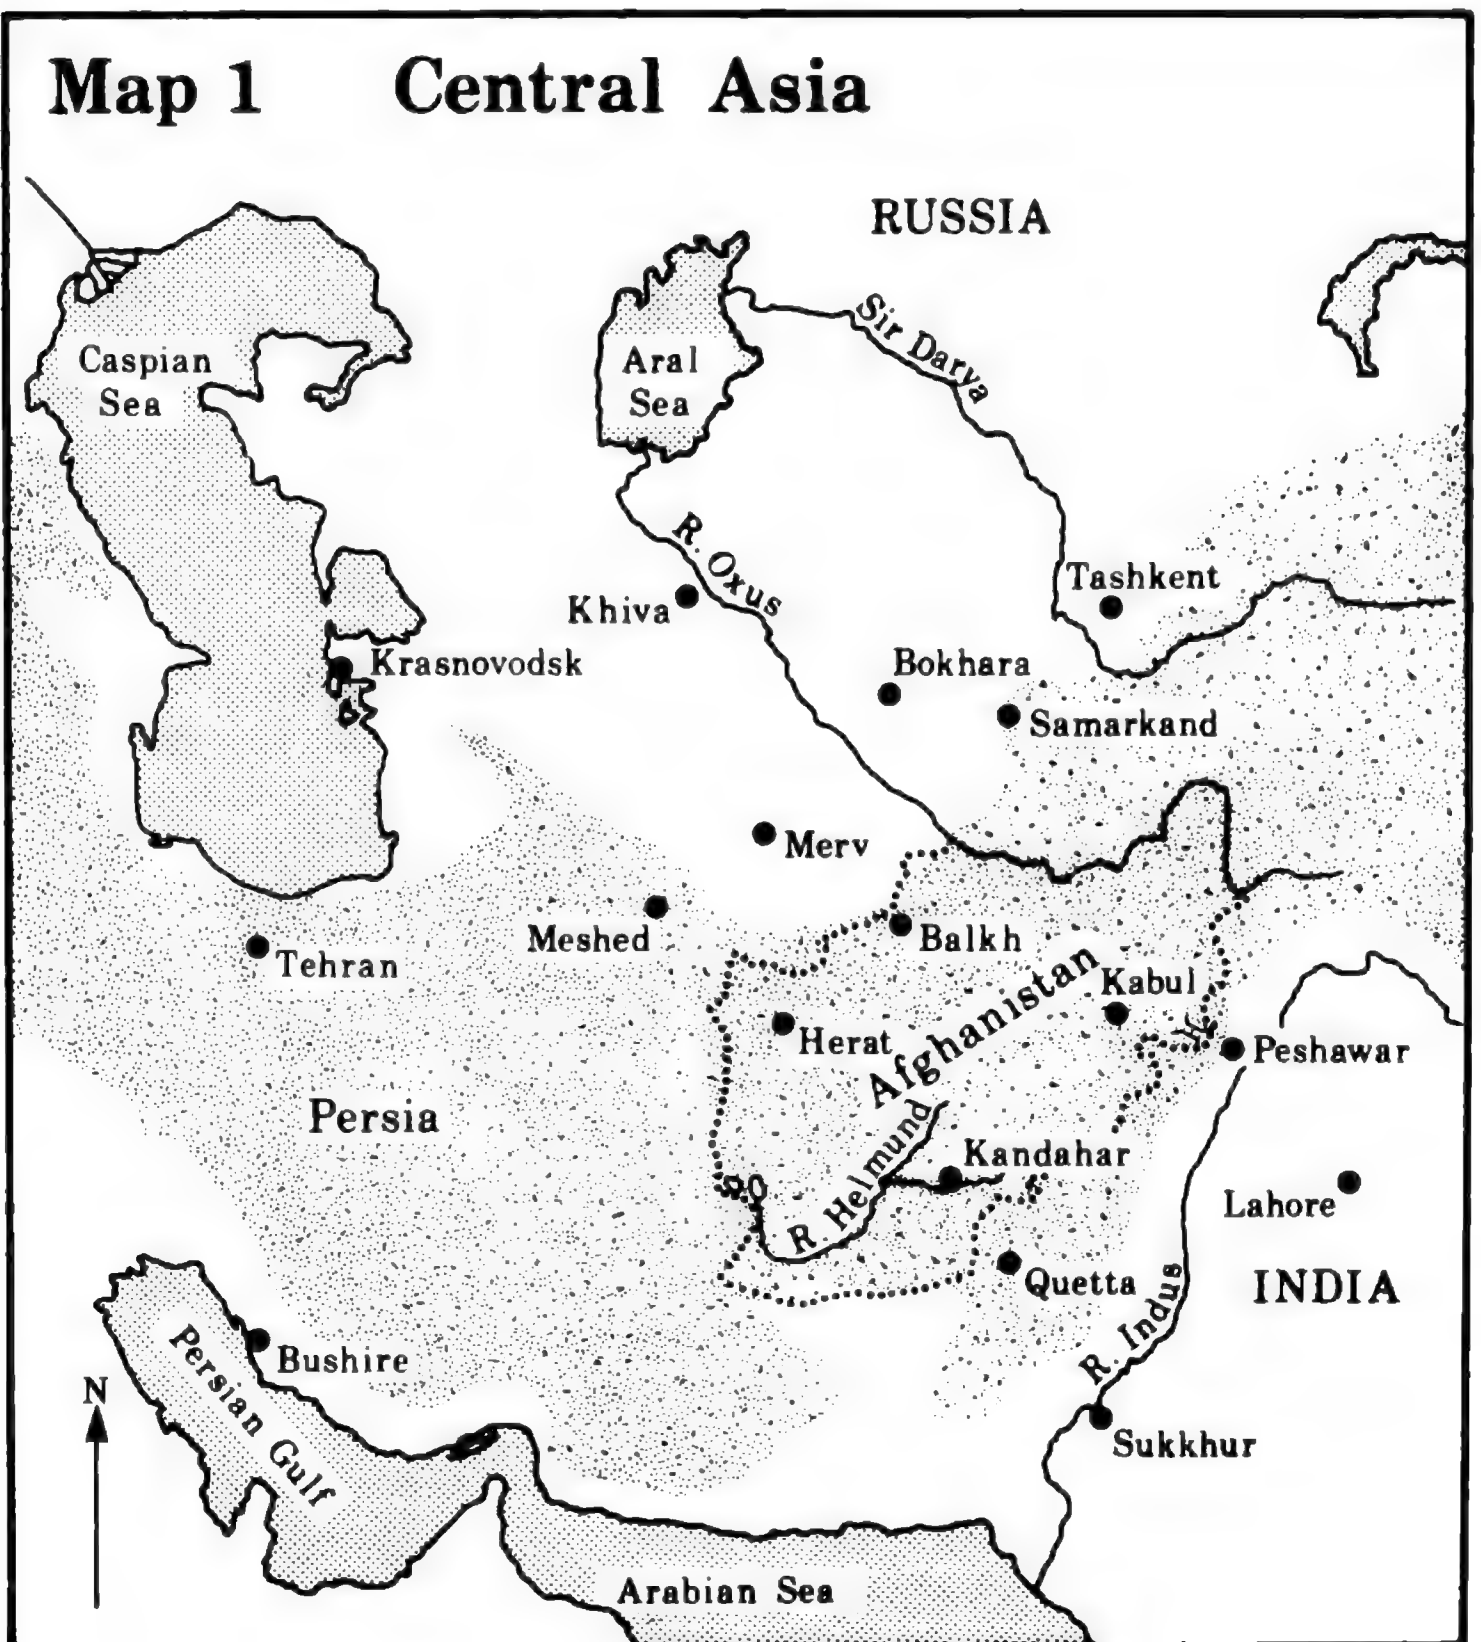 Map 1 Central Asia
RUSSIA
Caspian
Sea
Aral
Sea
Sir Darya
R. Oxus
Khiva
Tashkent
Krasnovodsk
Bokhara
Samarkand
Merv
Meshed
Balkh
Tehran
Afghanistan
Kabul
Herat
Peshawar
Persia
R Helmund
Kandahar
Lahore
Quetta
INDIA
R. Indus
Persian Gulf
Bushire
N
Sukkhur
Arabian Sea